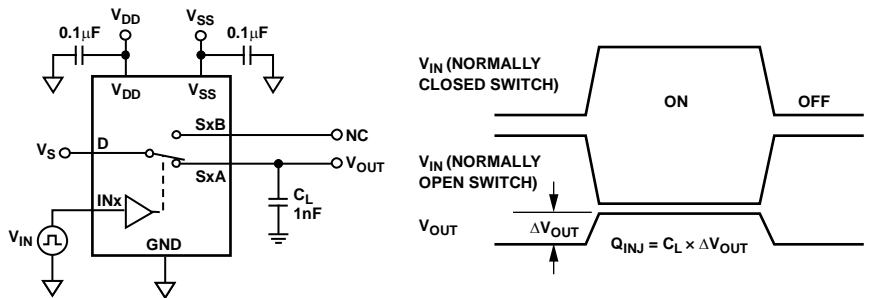 V_DD
V_SS
0.1µF
0.1µF
V_DD
V_SS
SxB
NC
V_S
D
SxA
V_OUT
C_L
1nF
INx
V_IN
GND
V_IN (NORMALLY
CLOSED SWITCH)
ON
OFF
V_IN (NORMALLY
OPEN SWITCH)
V_OUT
ΔV_OUT
Q_INJ = C_L × ΔV_OUT